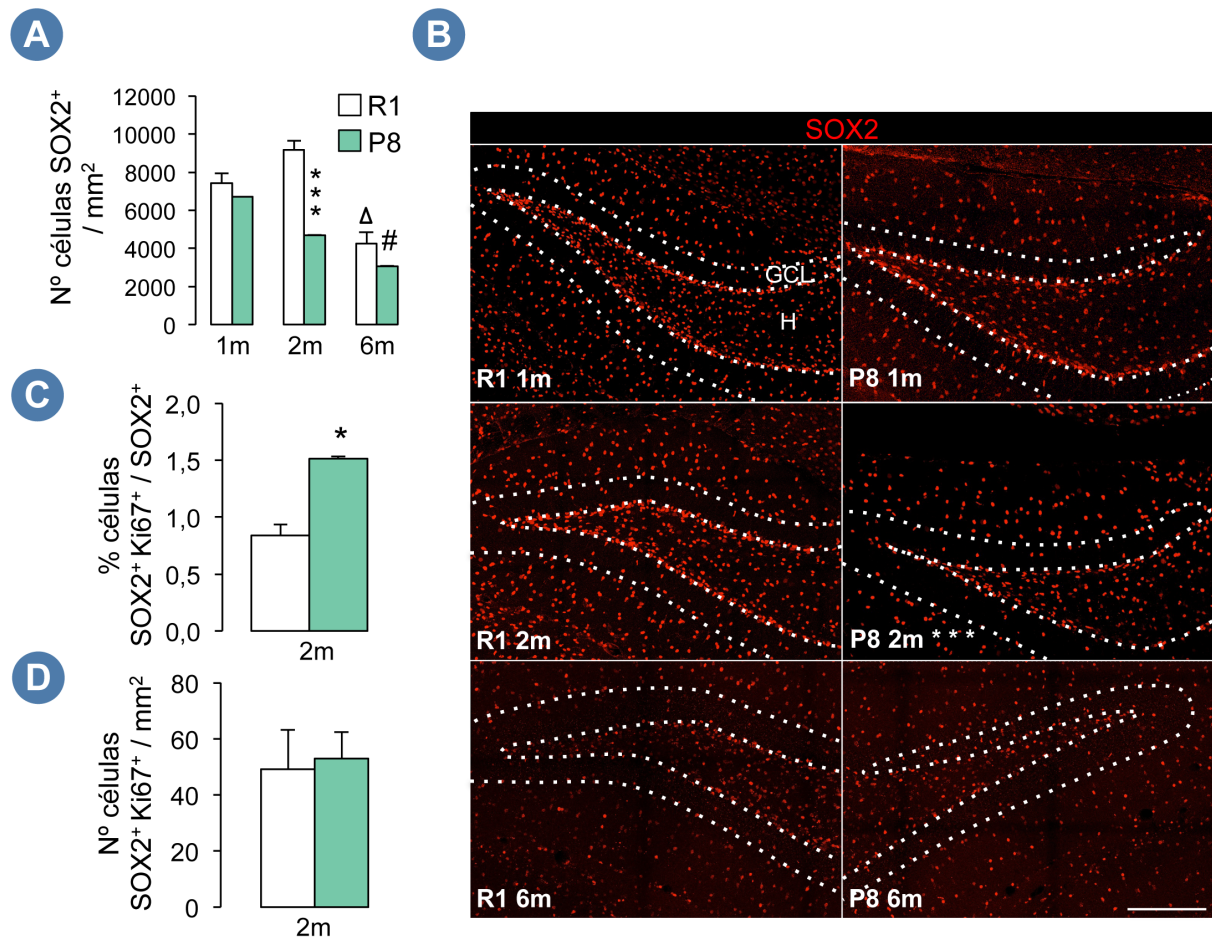 A
B
Nº células SOX2⁺
/ mm²
12000
10000
8000
6000
4000
2000
0
R1
P8
***
Δ
#
1m
2m
6m
SOX2
GCL
H
R1 1m
P8 1m
R1 2m
P8 2m ***
R1 6m
P8 6m
C
% células
SOX2⁺ Ki67⁺ / SOX2⁺
2,0
1,5
1,0
0,5
0,0
*
2m
D
Nº células
SOX2⁺ Ki67⁺ / mm²
80
60
40
20
0
2m